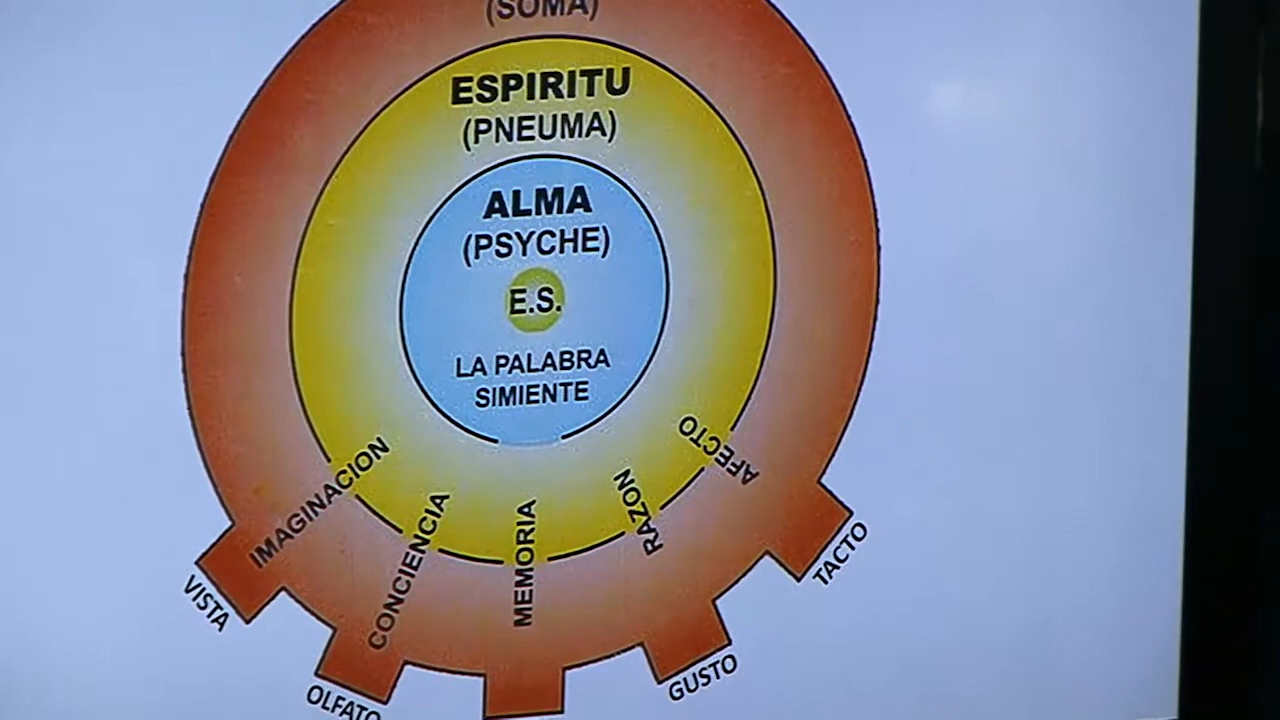 (SOMA)
ESPIRITU
(PNEUMA)
ALMA
(PSYCHE)
E.S.
LA PALABRA
SIMIENTE
IMAGINACION
CONCIENCIA
MEMORIA
RAZON
AFECTO
VISTA
OLFATO
GUSTO
TACTO